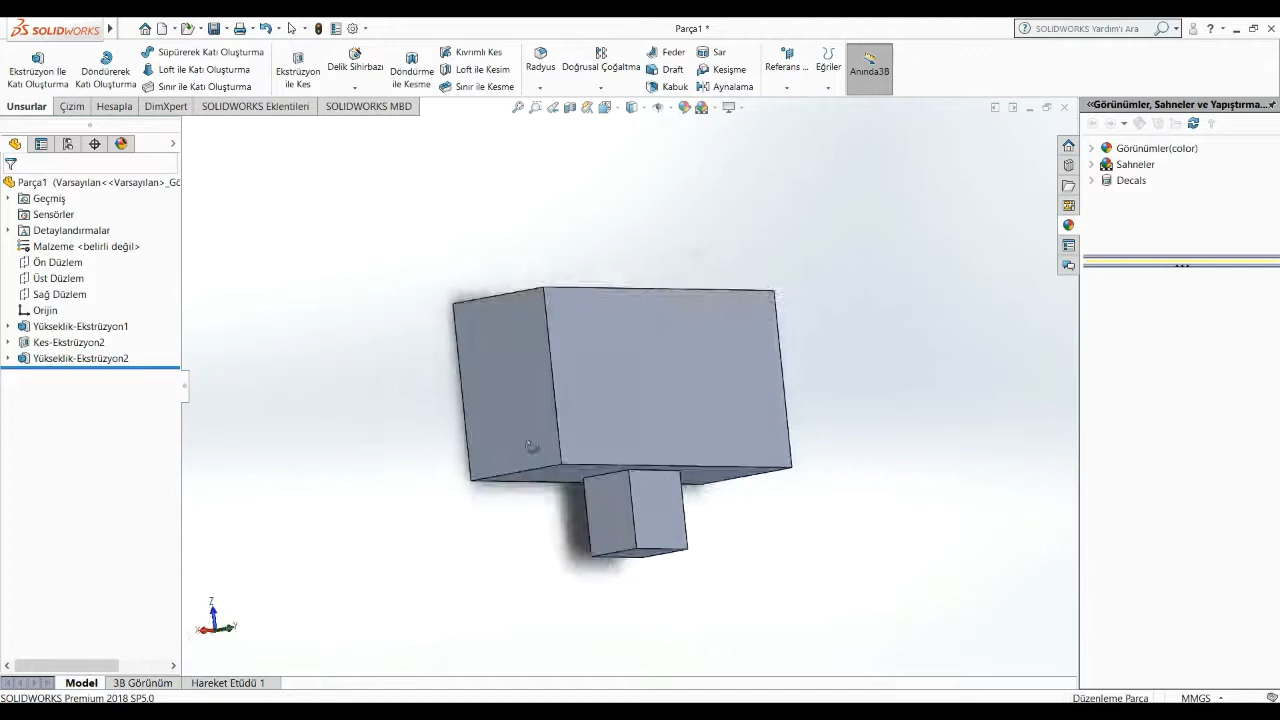 SOLIDWORKS
Parça1 *
SOLIDWORKS Yardım'ı Ara
Ekstrüzyon İle Katı Oluşturma
Döndürerek Katı Oluşturma
Süpürerek Katı Oluşturma
Loft ile Katı Oluşturma
Sınır ile Katı Oluşturma
Ekstrüzyon ile Kes
Delik Sihirbazı
Döndürme ile Kesme
Kıvrımlı Kes
Loft ile Kesim
Sınır ile Kesme
Radyus
Doğrusal Çoğaltma
Feder
Draft
Kabuk
Sar
Kesişme
Aynalama
Referans ...
Eğriler
Anında3B
Unsurlar
Çizim
Hesapla
DimXpert
SOLIDWORKS Eklentileri
SOLIDWORKS MBD
Parça1 (Varsayılan<<Varsayılan>_Gö
Geçmiş
Sensörler
Detaylandırmalar
Malzeme <belirli değil>
Ön Düzlem
Üst Düzlem
Sağ Düzlem
Orijin
Yükseklik-Ekstrüzyon1
Kes-Ekstrüzyon2
Yükseklik-Ekstrüzyon2
Z
X
Y
«Görünümler, Sahneler ve Yapıştırma...
Görünümler(color)
Sahneler
Decals
Model
3B Görünüm
Hareket Etüdü 1
SOLIDWORKS Premium 2018 SP5.0
Düzenleme Parca
MMGS